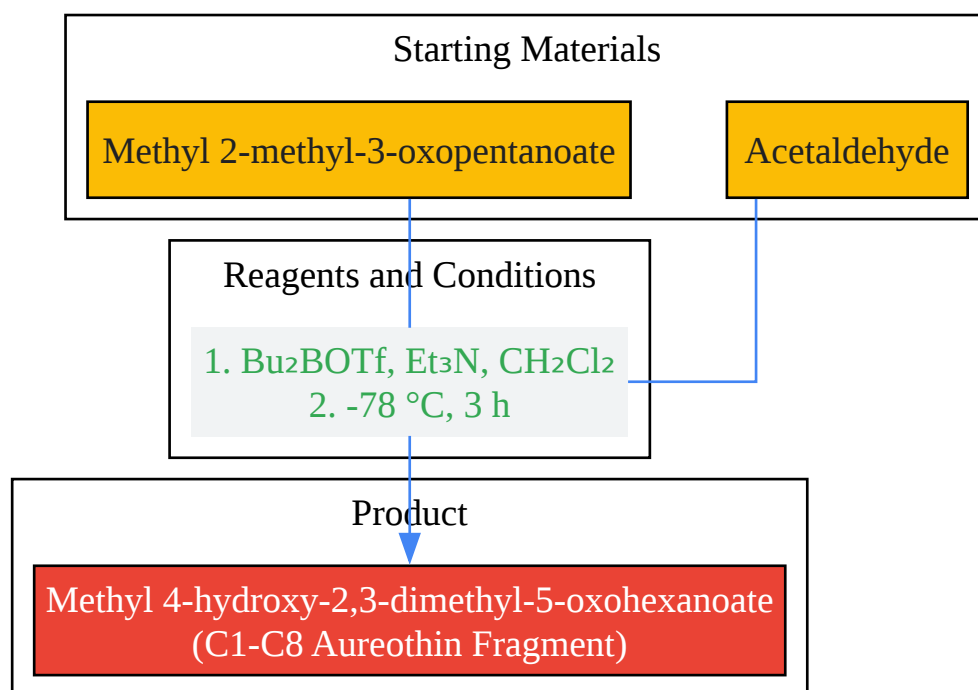 Starting Materials
Methyl 2-methyl-3-oxopentanoate
Acetaldehyde
Reagents and Conditions
1. Bu₂BOTf, Et₃N, CH₂Cl₂
2. -78 °C, 3 h
Product
Methyl 4-hydroxy-2,3-dimethyl-5-oxohexanoate
(C1-C8 Aureothin Fragment)